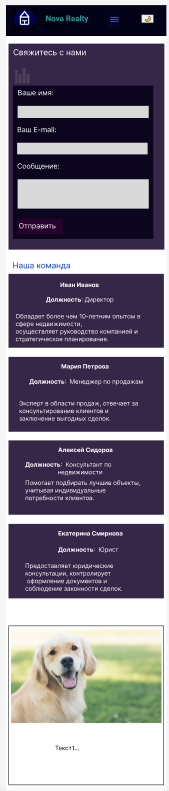 Nova Realty
Свяжитесь с нами
Ваше имя:
Ваш E-mail:
Сообщение:
Отправить
Наша команда
Иван Иванов
Должность: Директор
Обладает более чем 10-летним опытом в
сфере недвижимости,
осуществляет руководство компанией и
стратегическое планирование.
Мария Петрова
Должность: Менеджер по продажам
Эксперт в области продаж, отвечает за
консультирование клиентов и
заключение выгодных сделок.
Алексей Сидоров
Должность: Консультант по
недвижимости
Помогает подбирать лучшие объекты,
учитывая индивидуальные
потребности клиентов.
Екатерина Смирнова
Должность: Юрист
Предоставляет юридические
консультации, контролирует
оформление документов и
соблюдение законности сделок.
Текст1...